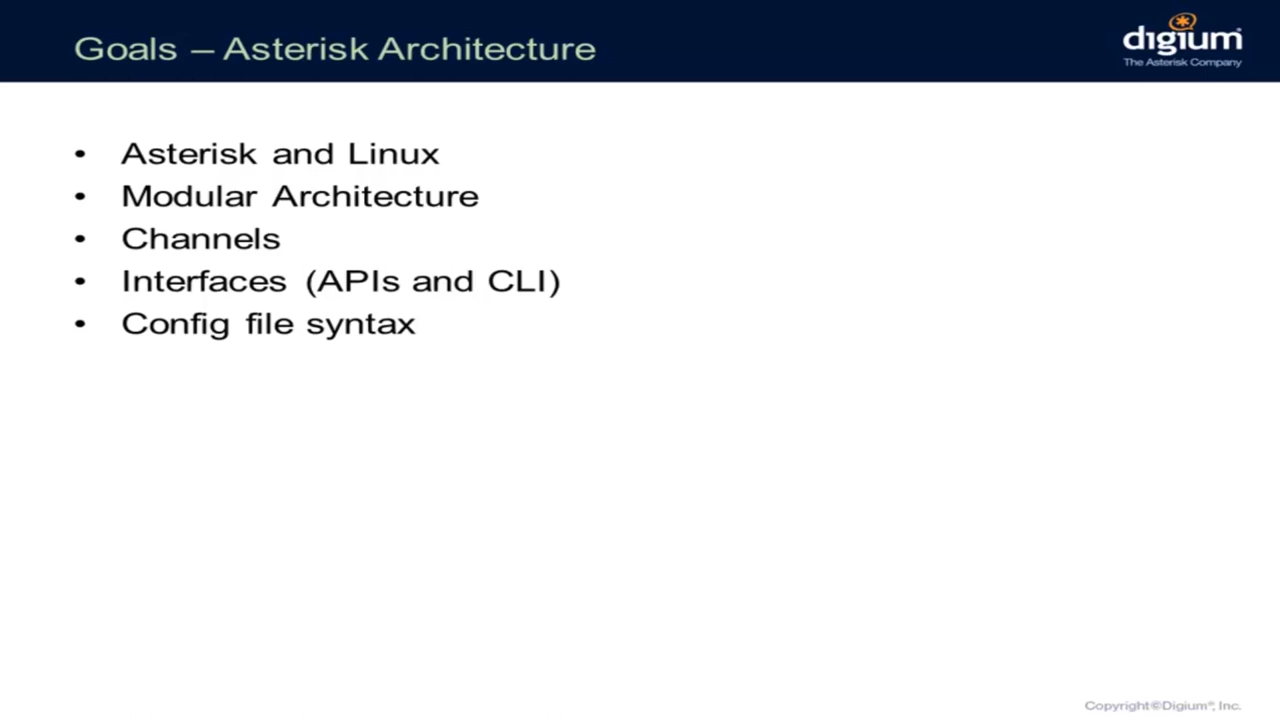 Goals – Asterisk Architecture
digium
The Asterisk Company
• Asterisk and Linux
• Modular Architecture
• Channels
• Interfaces (APIs and CLI)
• Config file syntax
Copyright©Digium®, Inc.